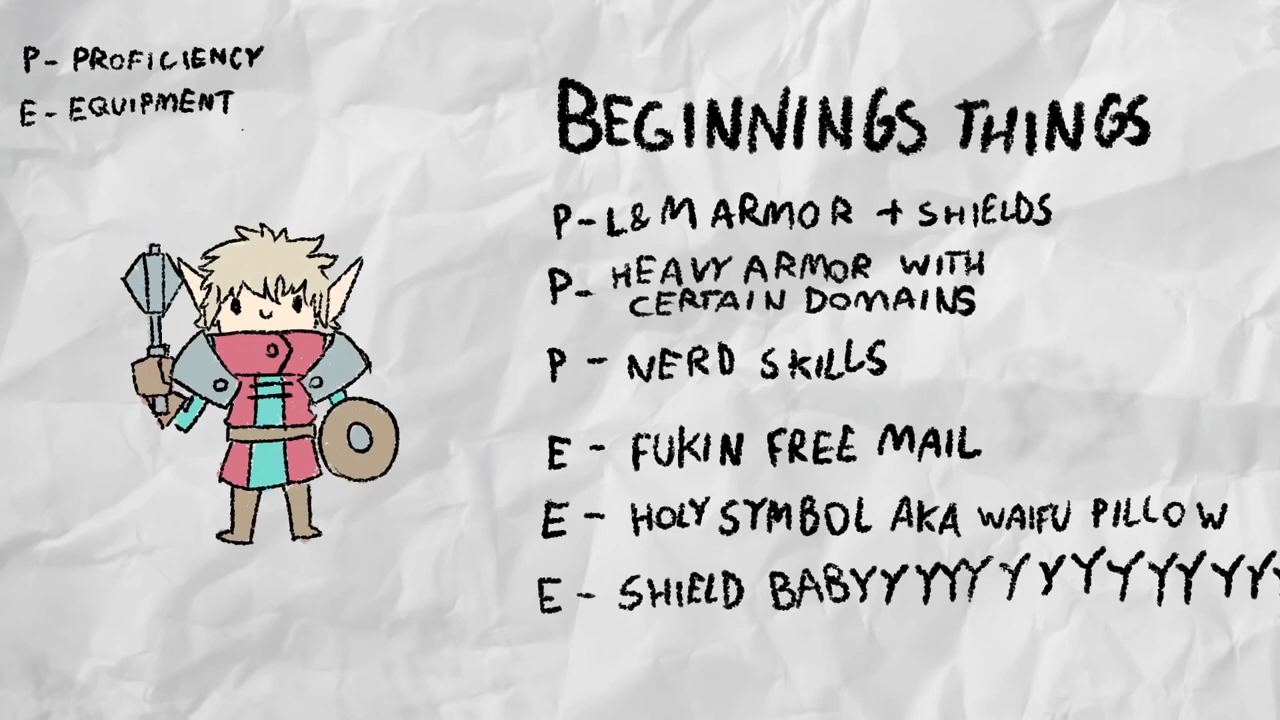 P- PROFICIENCY
E- EQUIPMENT
BEGINNINGS THINGS
P-L&M ARMOR + SHIELDS
P- HEAVY ARMOR WITH
CERTAIN DOMAINS
P - NERD SKILLS
E - FUKIN FREE MAIL
E - HOLY SYMBOL AKA WAIFU PILLOW
E - SHIELD BABYYYYYYYYYYYYYY